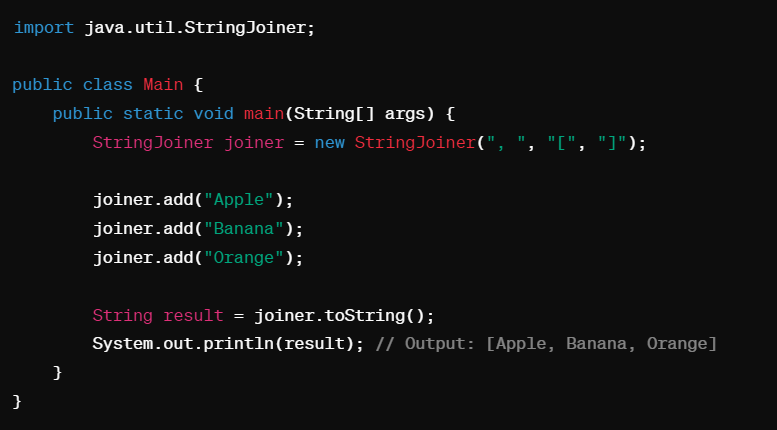 import java.util.StringJoiner;
public class Main {
    public static void main(String[] args) {
        StringJoiner joiner = new StringJoiner(", ", "[", "]");
        joiner.add("Apple");
        joiner.add("Banana");
        joiner.add("Orange");
        String result = joiner.toString();
        System.out.println(result); // Output: [Apple, Banana, Orange]
    }
}